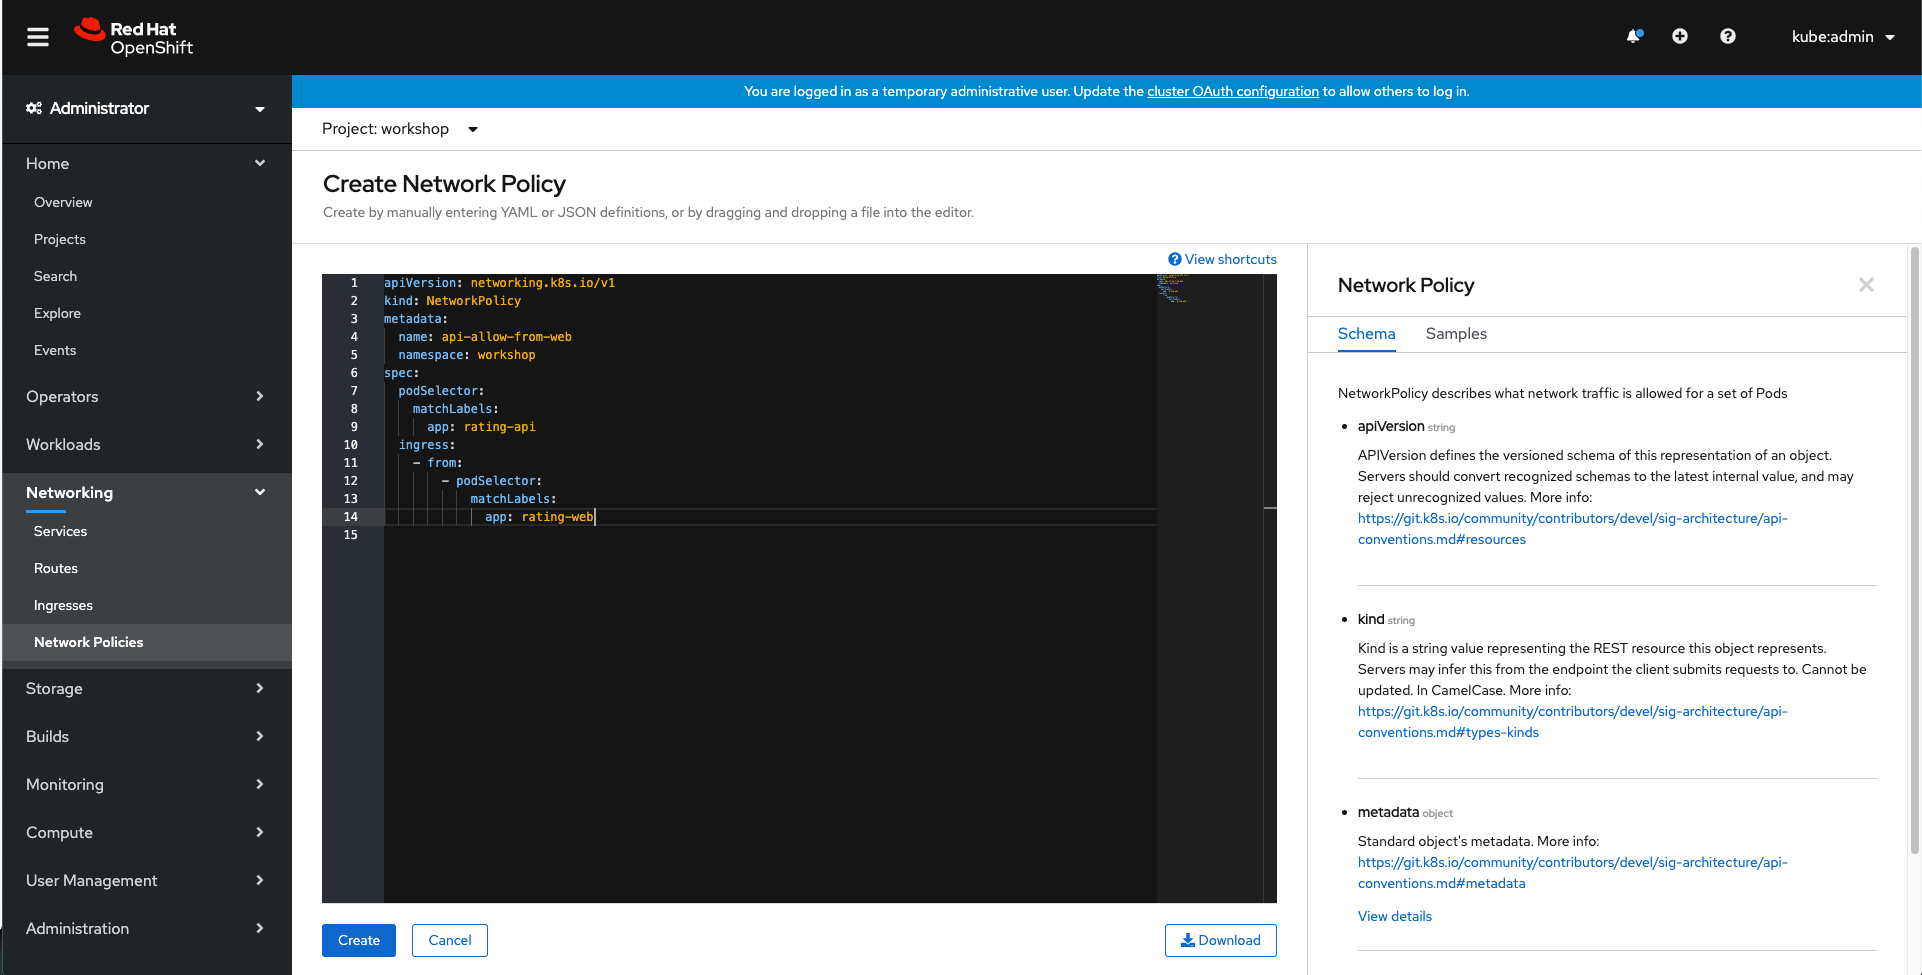 Red Hat
OpenShift
kube:admin
Administrator
You are logged in as a temporary administrative user. Update the cluster OAuth configuration to allow others to log in.
Project: workshop
Home
Overview
Projects
Search
Explore
Events
Operators
Workloads
Networking
Services
Routes
Ingresses
Network Policies
Storage
Builds
Monitoring
Compute
User Management
Administration
Create Network Policy
Create by manually entering YAML or JSON definitions, or by dragging and dropping a file into the editor.
View shortcuts
1 apiVersion: networking.k8s.io/v1
2 kind: NetworkPolicy
3 metadata:
4   name: api-allow-from-web
5   namespace: workshop
6 spec:
7   podSelector:
8     matchLabels:
9       app: rating-api
10   ingress:
11     - from:
12         - podSelector:
13             matchLabels:
14               app: rating-web
15
Create
Cancel
Download
Network Policy
Schema Samples
NetworkPolicy describes what network traffic is allowed for a set of Pods
• apiVersion string
APIVersion defines the versioned schema of this representation of an object.
Servers should convert recognized schemas to the latest internal value, and may
reject unrecognized values. More info:
https://git.k8s.io/community/contributors/devel/sig-architecture/api-
conventions.md#resources
• kind string
Kind is a string value representing the REST resource this object represents.
Servers may infer this from the endpoint the client submits requests to. Cannot be
updated. In CamelCase. More info:
https://git.k8s.io/community/contributors/devel/sig-architecture/api-
conventions.md#types-kinds
• metadata object
Standard object's metadata. More info:
https://git.k8s.io/community/contributors/devel/sig-architecture/api-
conventions.md#metadata
View details